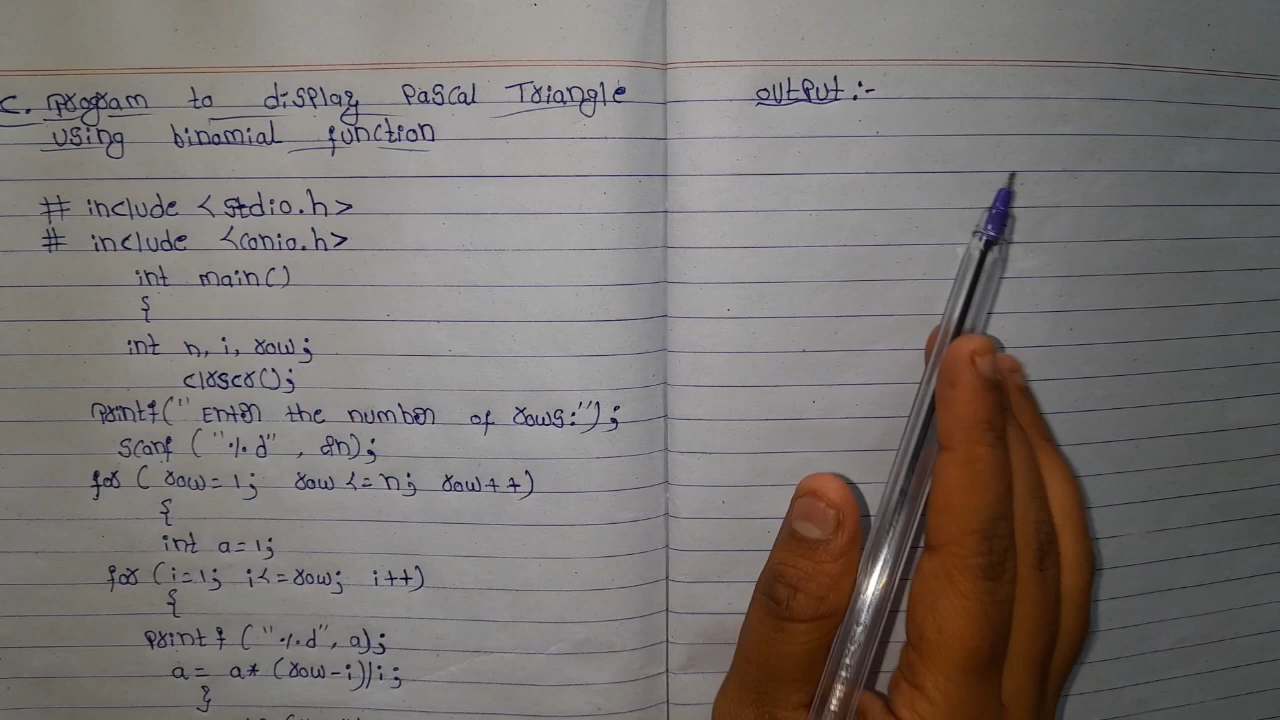 C. program to display Pascal Triangle
using binomial function
# include <stdio.h>
# include <conio.h>
int main()
{
int n, i, row;
clrscr();
printf("Enter the number of rows:");
scanf ("%d", &n);
for ( row=1; row <=n; row++)
{
int a=1;
for (i=1; i<=row; i++)
{
printf ("%d", a);
a= a* (row-i)/i;
}
output:-